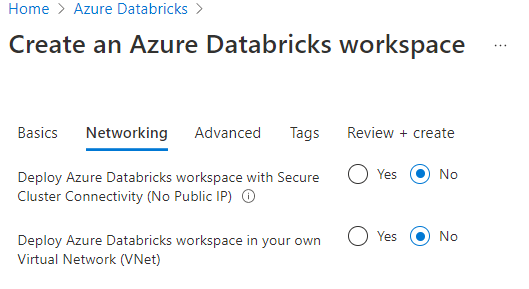 Home > Azure Databricks >
Create an Azure Databricks workspace ...
Basics Networking Advanced Tags Review + create
Deploy Azure Databricks workspace with Secure Yes No
Cluster Connectivity (No Public IP)
Deploy Azure Databricks workspace in your own Yes No
Virtual Network (VNet)